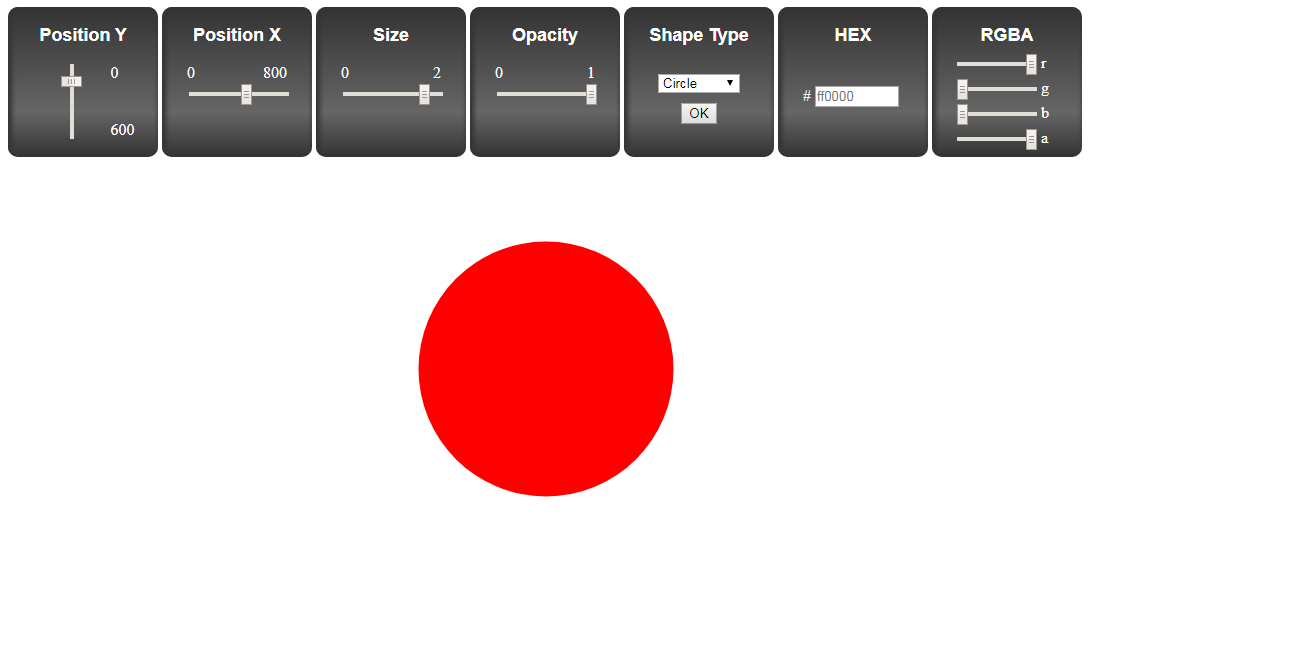 Position Y
0
600
Position X
0 800
Size
0 2
Opacity
0 1
Shape Type
Circle
OK
HEX
# ff0000
RGBA
r
g
b
a